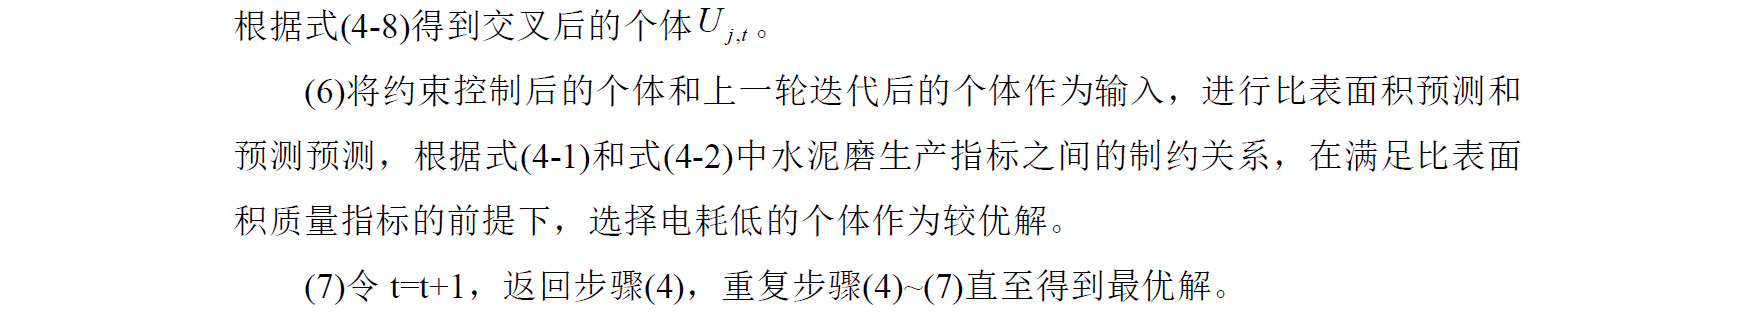 根据式(4-8)得到交叉后的个体U_{j,t}。
(6)将约束控制后的个体和上一轮迭代后的个体作为输入，进行比表面积预测和
预测预测，根据式(4-1)和式(4-2)中水泥磨生产指标之间的制约关系，在满足比表面
积质量指标的前提下，选择电耗低的个体作为较优解。
(7)令 t=t+1，返回步骤(4)，重复步骤(4)~(7)直至得到最优解。